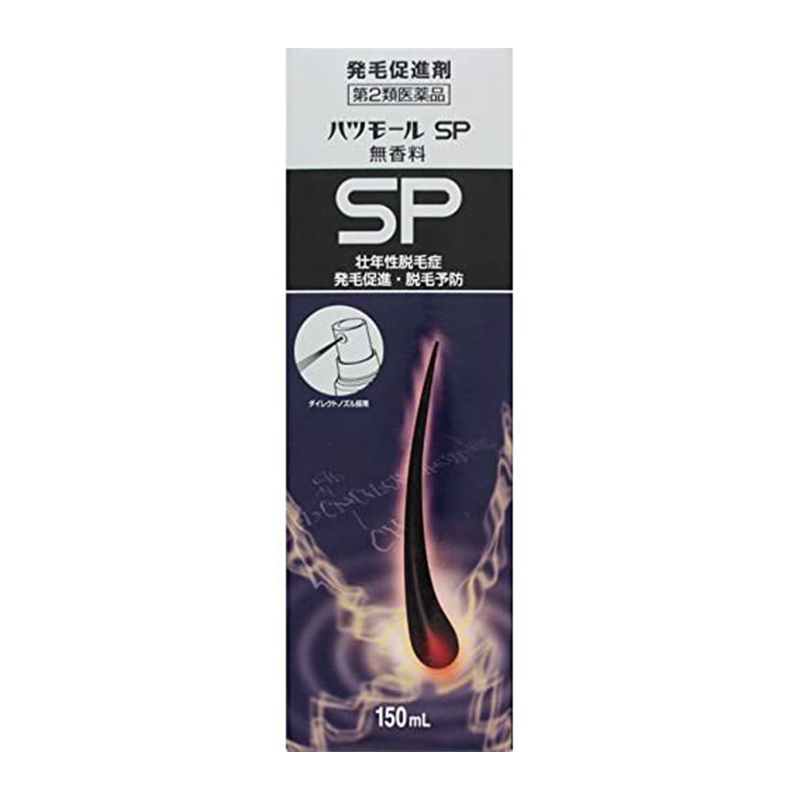 発毛促進剤
第2類医薬品
ハツモール SP
無香料
SP
壮年性脱毛症
発毛促進・脱毛予防
ダイレクトノズル採用
150mL